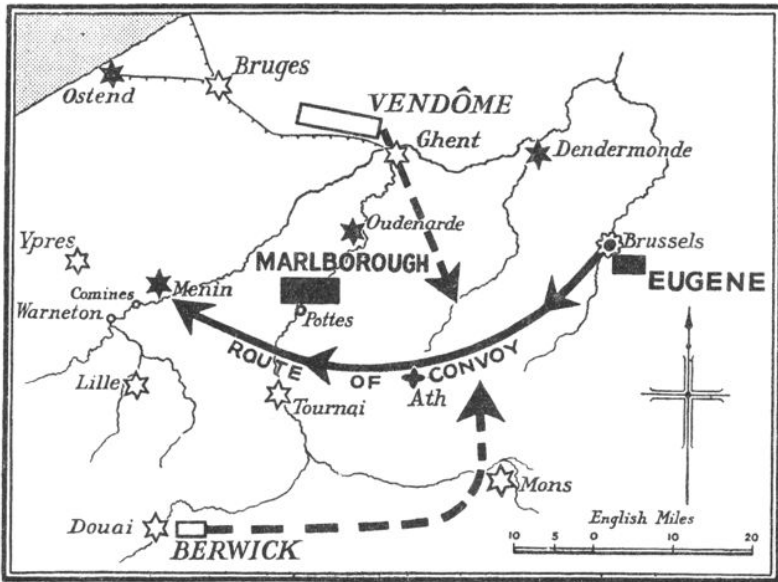 Bruges
Ostend
VENDÔME
Ghent
Dendermonde
Oudenarde
Ypres
Brussels
MARLBOROUGH
EUGENE
Menin
Comines
Warneton
Pottes
ROUTE OF CONVOY
Lille
Ath
Tournai
Mons
Douai
BERWICK
English Miles
10 5 0 10 20